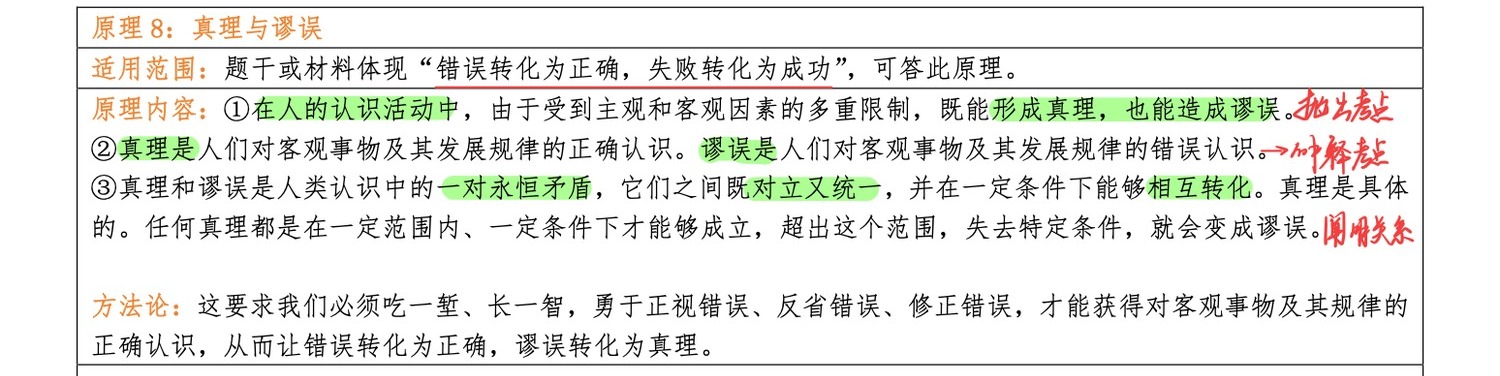 原理8：真理与谬误
适用范围：题干或材料体现“错误转化为正确，失败转化为成功”，可答此原理。
原理内容：①在人的认识活动中，由于受到主观和客观因素的多重限制，既能形成真理，也能造成谬误。抛出考点
②真理是人们对客观事物及其发展规律的正确认识。谬误是人们对客观事物及其发展规律的错误认识。→解释考点
③真理和谬误是人类认识中的一对永恒矛盾，它们之间既对立又统一，并在一定条件下能够相互转化。真理是具体
的。任何真理都是在一定范围内、一定条件下才能够成立，超出这个范围，失去特定条件，就会变成谬误。阐明关系
方法论：这要求我们必须吃一堑、长一智，勇于正视错误、反省错误、修正错误，才能获得对客观事物及其规律的
正确认识，从而让错误转化为正确，谬误转化为真理。